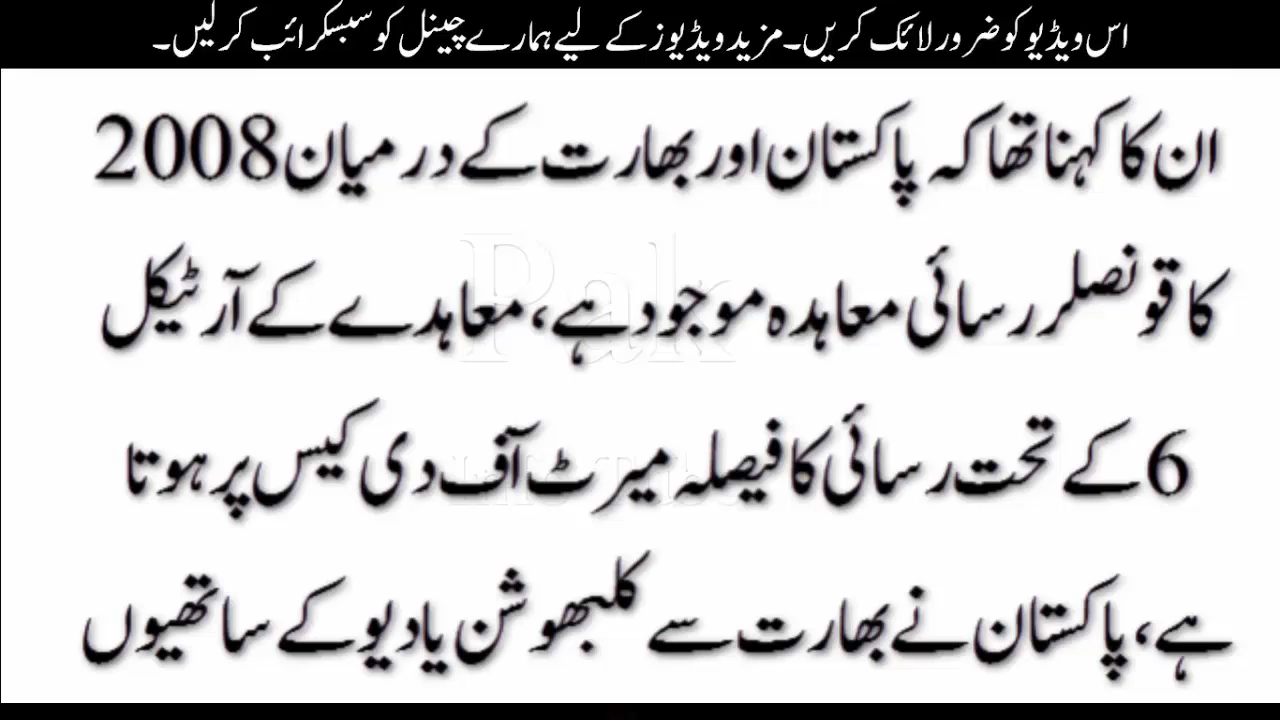 اس ویڈیو کو ضرور لائک کریں۔ مزید ویڈیوز کے لیے ہمارے چینل کو سبسکرائب کرلیں۔
ان کا کہنا تھا کہ پاکستان اور بھارت کے درمیان 2008
کا قونصلر رسائی معاہدہ موجود ہے، معاہدے کے آرٹیکل
Pak
6 کے تحت رسائی کا فیصلہ میرٹ آف دی کیس پر ہوتا
ہے، پاکستان نے بھارت سے کلبھوشن یادیو کے ساتھیوں